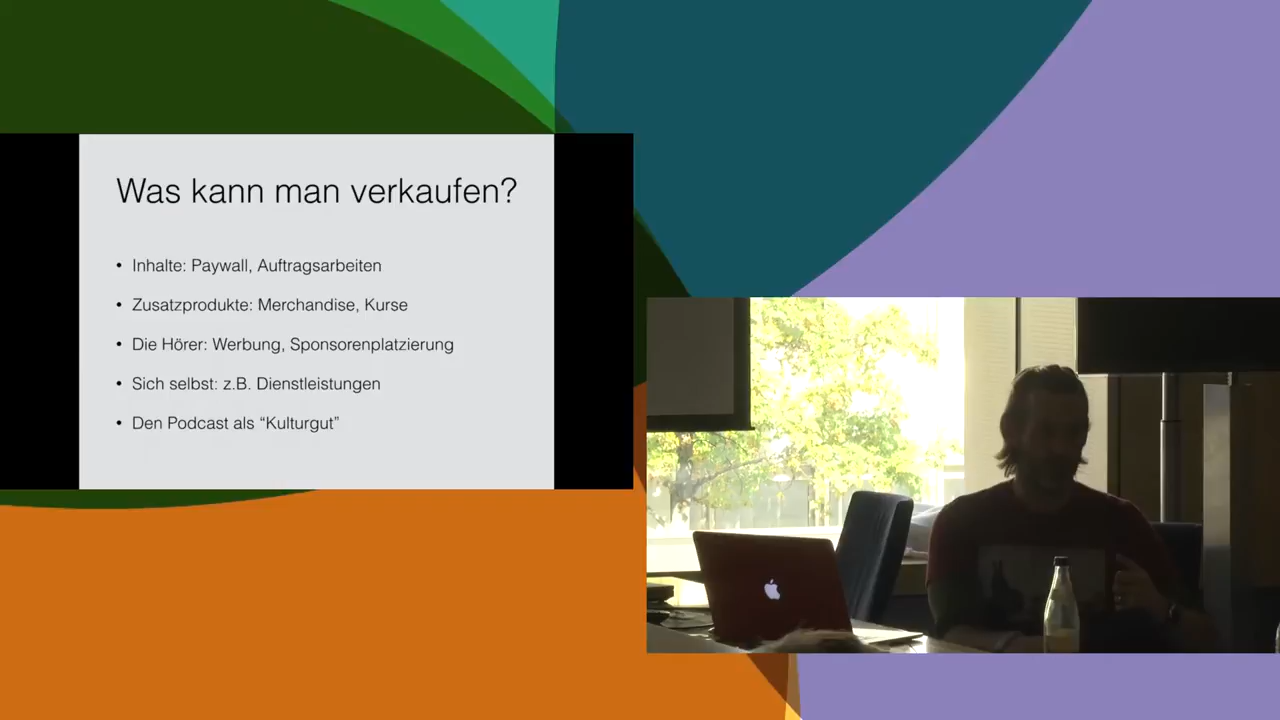 Was kann man verkaufen?
• Inhalte: Paywall, Auftragsarbeiten
• Zusatzprodukte: Merchandise, Kurse
• Die Hörer: Werbung, Sponsorenplatzierung
• Sich selbst: z.B. Dienstleistungen
• Den Podcast als “Kulturgut”